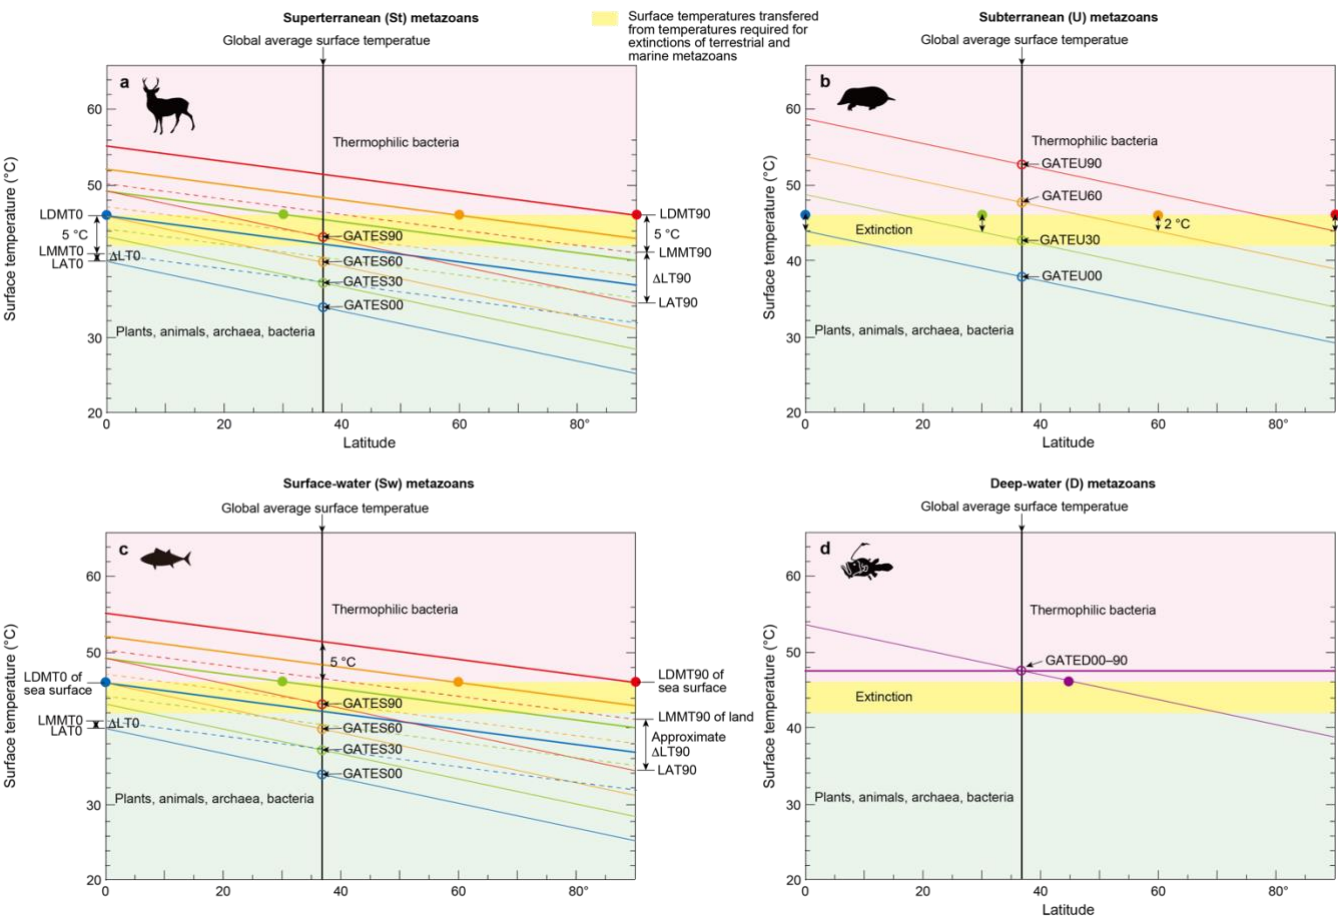 Superterranean (St) metazoans
Global average surface temperatue
Surface temperatures transfered
from temperatures required for
extinctions of terrestrial and
marine metazoans
Subterranean (U) metazoans
Global average surface temperatue
a
60
50
40
30
20
Surface temperature (°C)
LDMT0
5 °C
LMMT0
LAT0
ΔLT0
Thermophilic bacteria
GATES90
GATES60
GATES30
GATES00
Plants, animals, archaea, bacteria
LDMT90
5 °C
LMMT90
ΔLT90
LAT90
0
20
40
60
80°
Latitude
b
60
50
40
30
20
Surface temperature (°C)
Thermophilic bacteria
GATEU90
GATEU60
Extinction
2 °C
GATEU30
GATEU00
Plants, animals, archaea, bacteria
0
20
40
60
80°
Latitude
Surface-water (Sw) metazoans
Global average surface temperatue
c
60
50
40
30
20
Surface temperature (°C)
LDMT0 of
sea surface
LMMT0
LAT0
ΔLT0
Thermophilic bacteria
5 °C
GATES90
GATES60
GATES30
GATES00
Plants, animals, archaea, bacteria
LDMT90 of
sea surface
LMMT90 of land
Approximate
ΔLT90
LAT90
0
20
40
60
80°
Latitude
Deep-water (D) metazoans
Global average surface temperatue
d
60
50
40
30
20
Surface temperature (°C)
Thermophilic bacteria
GATED00–90
Extinction
Plants, animals, archaea, bacteria
0
20
40
60
80°
Latitude